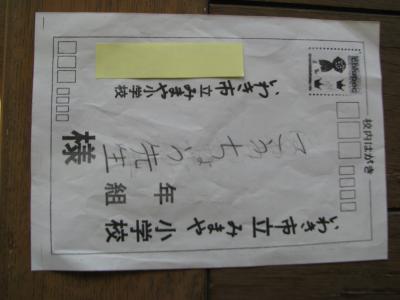 校内はがき
いわき市立みまや小学校
年　組
こうちょう先生様
いわき市立みまや小学校